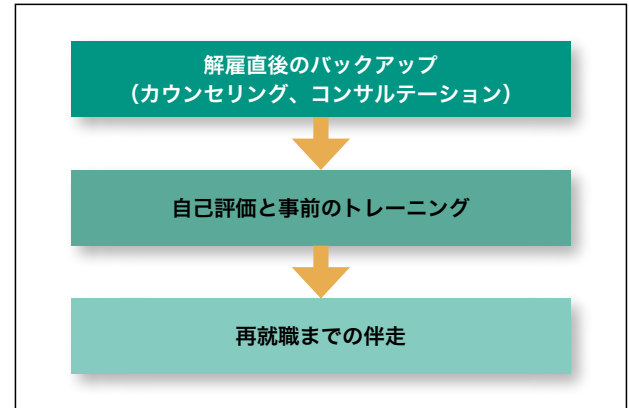 解雇直後のバックアップ
（カウンセリング、コンサルテーション）
自己評価と事前のトレーニング
再就職までの伴走